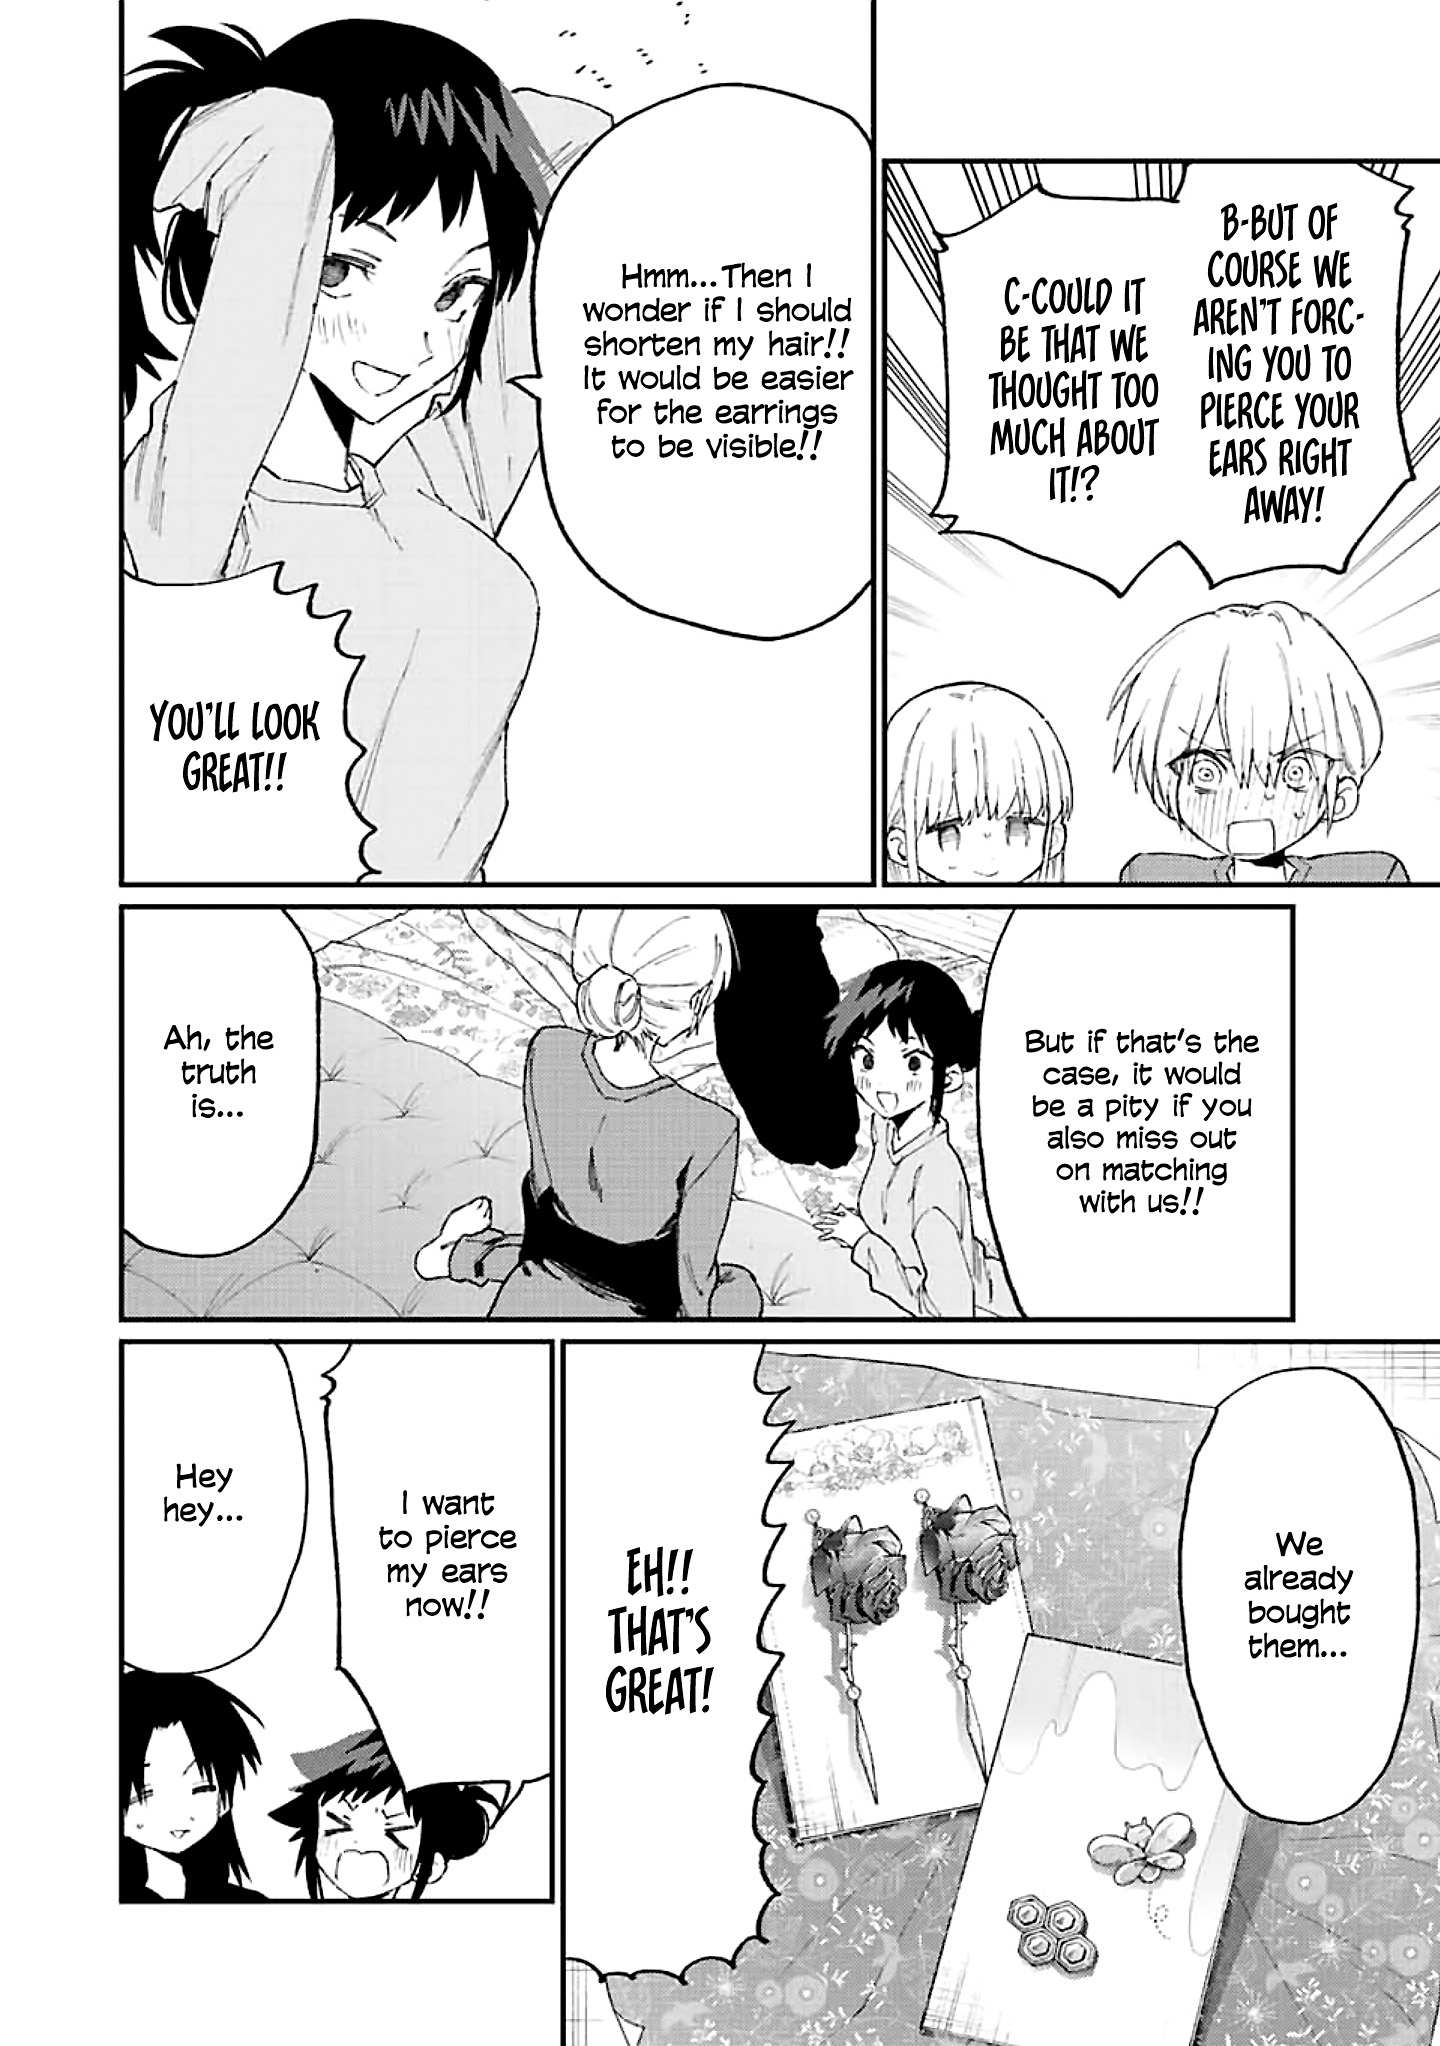 B-BUT OF
COURSE WE
AREN'T FORC-
ING YOU TO
PIERCE YOUR
EARS RIGHT
AWAY!
C-COULD IT
BE THAT WE
THOUGHT TOO
MUCH ABOUT
IT!?
Hmm...Then I
wonder if I should
shorten my hair!!
It would be easier
for the earrings
to be visible!!
YOU'LL LOOK
GREAT!!
But if that's the
case, it would
be a pity if you
also miss out
on matching
with us!!
Ah, the
truth
is...
We
already
bought
them...
EH!!
THAT'S
GREAT!
I want
to pierce
my ears
now!!
Hey
hey...